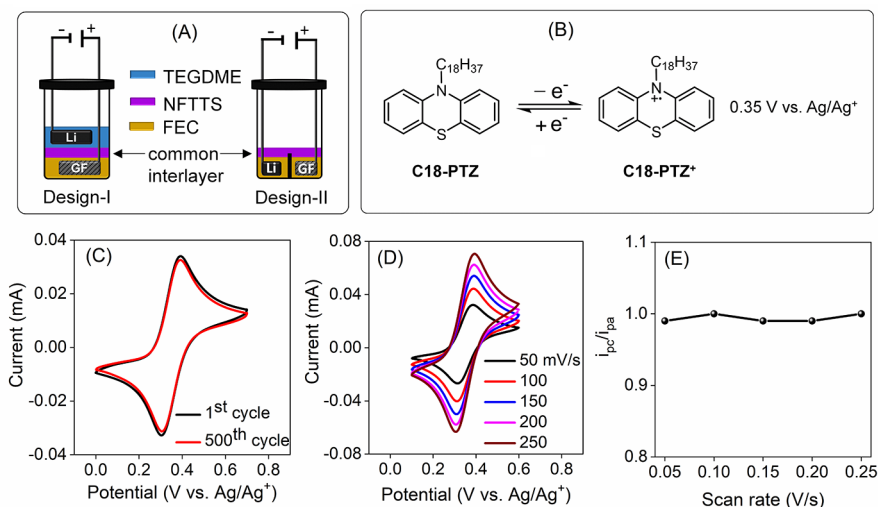 (A)
- +
- +
TEGDME
NFTTS
FEC
Li
GF
Li
GF
common
interlayer
Design-I
Design-II
(B)
C₁₈H₃₇
N
S
C18-PTZ
− e⁻
+ e⁻
C₁₈H₃₇
N
+•
S
C18-PTZ⁺
0.35 V vs. Ag/Ag⁺
(C)
Current (mA)
0.04
0.02
0.00
-0.02
-0.04
1st cycle
500th cycle
0.0 0.2 0.4 0.6 0.8
Potential (V vs. Ag/Ag⁺)
(D)
Current (mA)
0.08
0.04
0.00
-0.04
-0.08
50 mV/s
100
150
200
250
0.0 0.2 0.4 0.6 0.8
Potential (V vs. Ag/Ag⁺)
(E)
ipc/ipa
1.1
1.0
0.9
0.8
0.05 0.10 0.15 0.20 0.25
Scan rate (V/s)